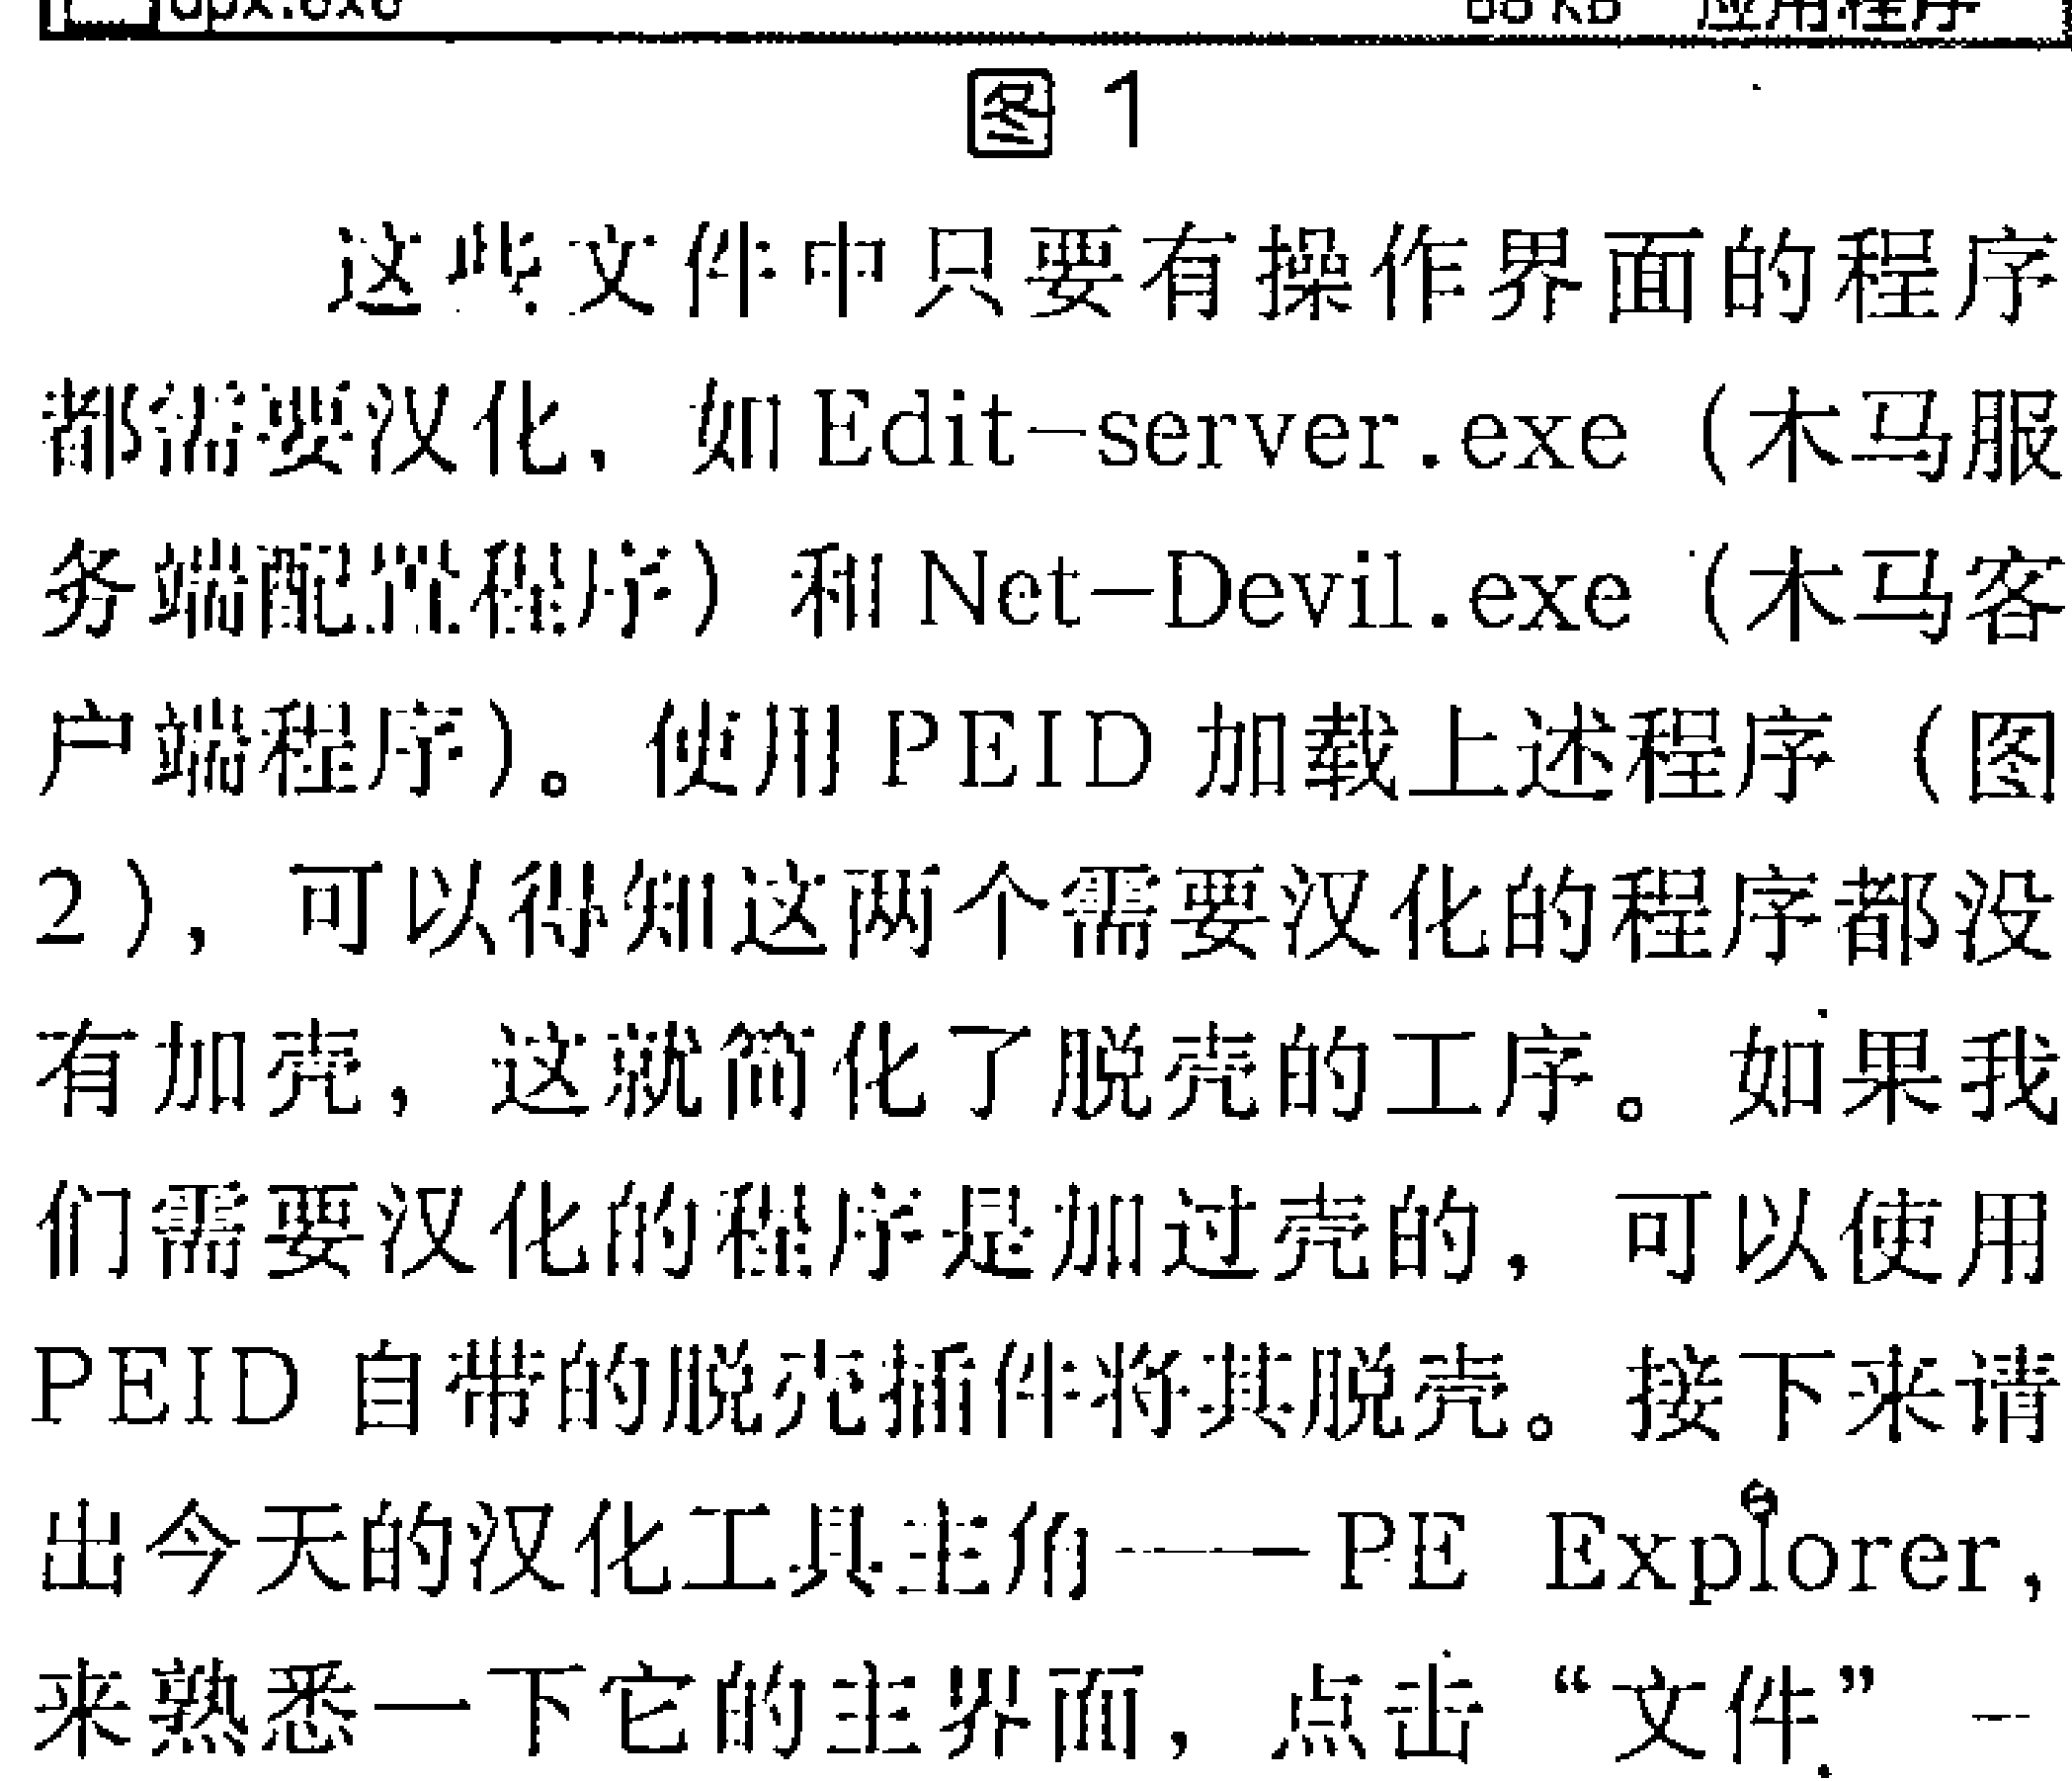 图 1
这些文件中只要有操作界面的程序
都需要汉化，如Edit-server.exe（木马服
务端配置程序）和Net-Devil.exe（木马客
户端程序）。使用PEID加载上述程序（图
2），可以得知这两个需要汉化的程序都没
有加壳，这就简化了脱壳的工序。如果我
们需要汉化的程序是加过壳的，可以使用
PEID自带的脱壳插件将其脱壳。接下来请
出今天的汉化工具主角——PE Explorer，
来熟悉一下它的主界面，点击“文件”－